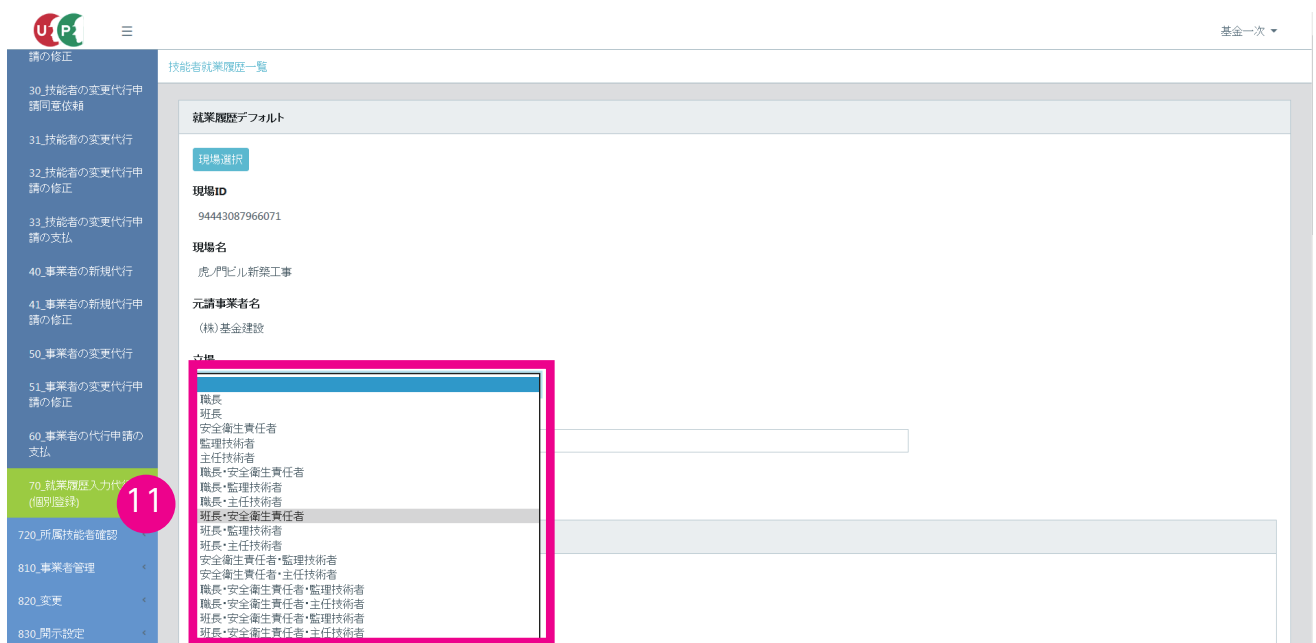 UP
☰
基金一次
請の修正
30_技能者の変更代行申
請同意依頼
31_技能者の変更代行
32_技能者の変更代行申
請の修正
33_技能者の変更代行申
請の支払
40_事業者の新規代行
41_事業者の新規代行申
請の修正
50_事業者の変更代行
51_事業者の変更代行申
請の修正
60_事業者の代行申請の
支払
70_就業履歴入力代
(個別登録)
11
720_所属技能者確認
810_事業者管理
820_変更
830_開示設定
技能者就業履歴一覧
就業履歴デフォルト
現場選択
現場ID
94443087966071
現場名
虎ノ門ビル新築工事
元請事業者名
(株)基金建設
立場
職長
班長
安全衛生責任者
監理技術者
主任技術者
職長・安全衛生責任者
職長・監理技術者
職長・主任技術者
班長・安全衛生責任者
班長・監理技術者
班長・主任技術者
安全衛生責任者・監理技術者
安全衛生責任者・主任技術者
職長・安全衛生責任者・監理技術者
職長・安全衛生責任者・主任技術者
班長・安全衛生責任者・監理技術者
班長・安全衛生責任者・主任技術者